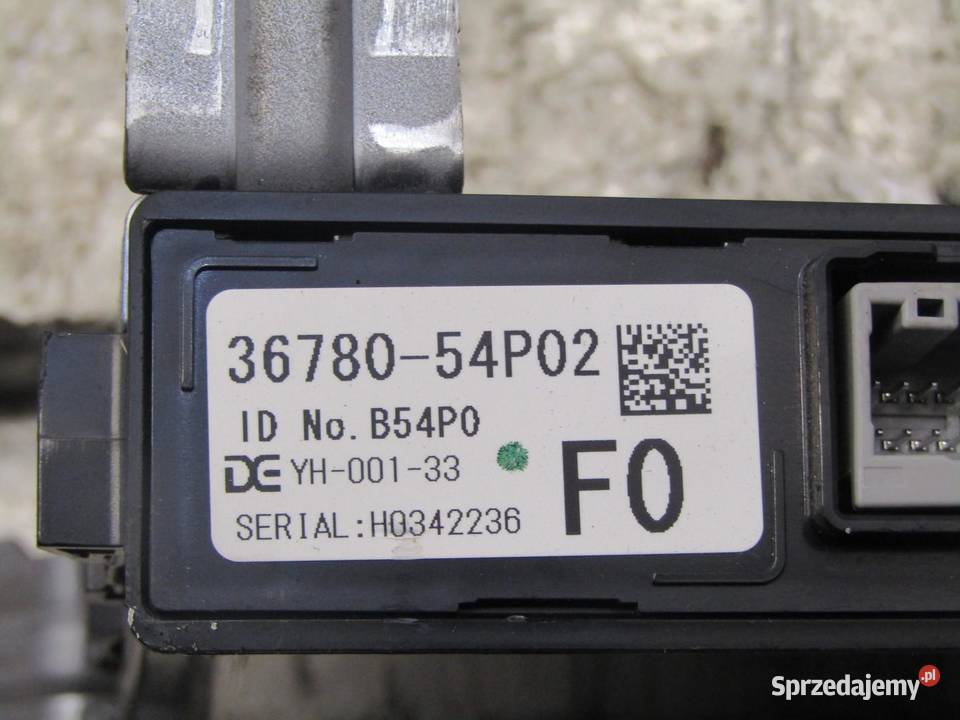 36780-54P02
ID No. B54P0
DE YH-001-33
F0
SERIAL:H0342236
Sprzedajemy.pl